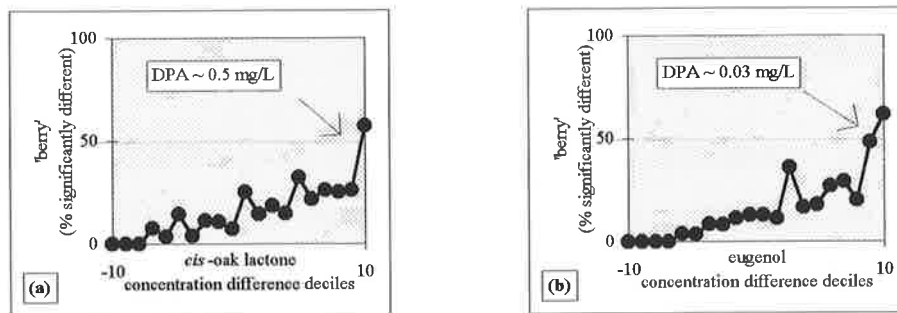 100
DPA ~ 0.5 mg/L
'berry'
(% significantly different)
50
0
-10
10
cis -oak lactone
concentration difference deciles
(a)
100
DPA ~ 0.03 mg/L
'berry'
(% significantly different)
50
0
-10
10
eugenol
concentration difference deciles
(b)